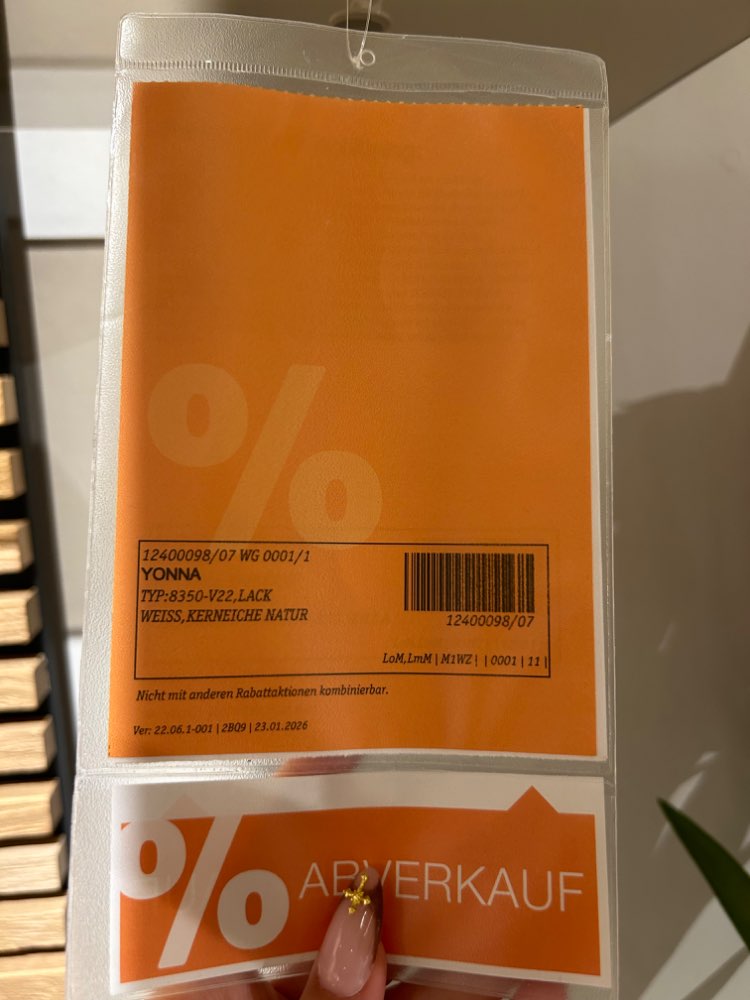 %
12400098/07 WG 0001/1
YONNA
TYP:8350-V22,LACK
WEISS,KERNEICHE NATUR
12400098/07
LoM,LmM | M1WZ | | 0001 | 11 |
Nicht mit anderen Rabattaktionen kombinierbar.
Ver: 22.06.1-001 | 2BQ9 | 23.01.2026
% ABVERKAUF